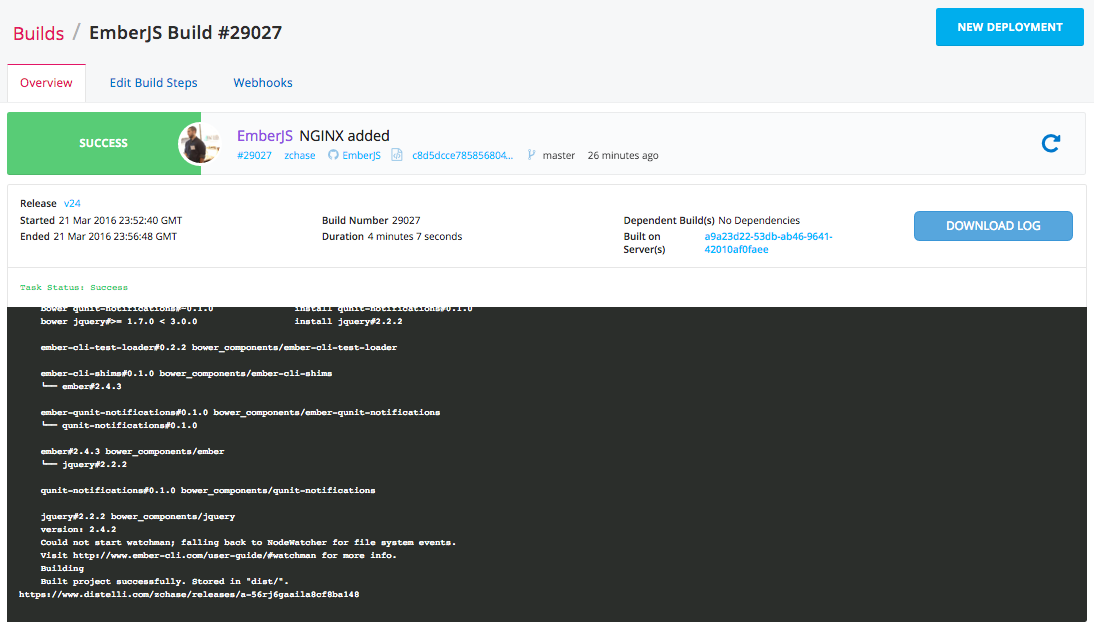 Builds / EmberJS Build #29027
NEW DEPLOYMENT
Overview Edit Build Steps Webhooks
SUCCESS
EmberJS NGINX added
#29027 zchase EmberJS c8d5dcce785856804... master 26 minutes ago
Release v24
Started 21 Mar 2016 23:52:40 GMT
Ended 21 Mar 2016 23:56:48 GMT
Build Number 29027
Duration 4 minutes 7 seconds
Dependent Build(s) No Dependencies
Built on Server(s) a9a23d22-53db-ab46-9641-
42010af0faee
DOWNLOAD LOG
Task Status: Success
bower qunit-notifications#~0.1.0 install qunit-notifications#0.1.0
bower jquery#>= 1.7.0 < 3.0.0 install jquery#2.2.2
ember-cli-test-loader#0.2.2 bower_components/ember-cli-test-loader
ember-cli-shims#0.1.0 bower_components/ember-cli-shims
└── ember#2.4.3
ember-qunit-notifications#0.1.0 bower_components/ember-qunit-notifications
└── qunit-notifications#0.1.0
ember#2.4.3 bower_components/ember
└── jquery#2.2.2
qunit-notifications#0.1.0 bower_components/qunit-notifications
jquery#2.2.2 bower_components/jquery
version: 2.4.2
Could not start watchman; falling back to NodeWatcher for file system events.
Visit http://www.ember-cli.com/user-guide/#watchman for more info.
Building
Built project successfully. Stored in "dist/".
https://www.distelli.com/zchase/releases/a-56rj6gaaila8cf8ba148